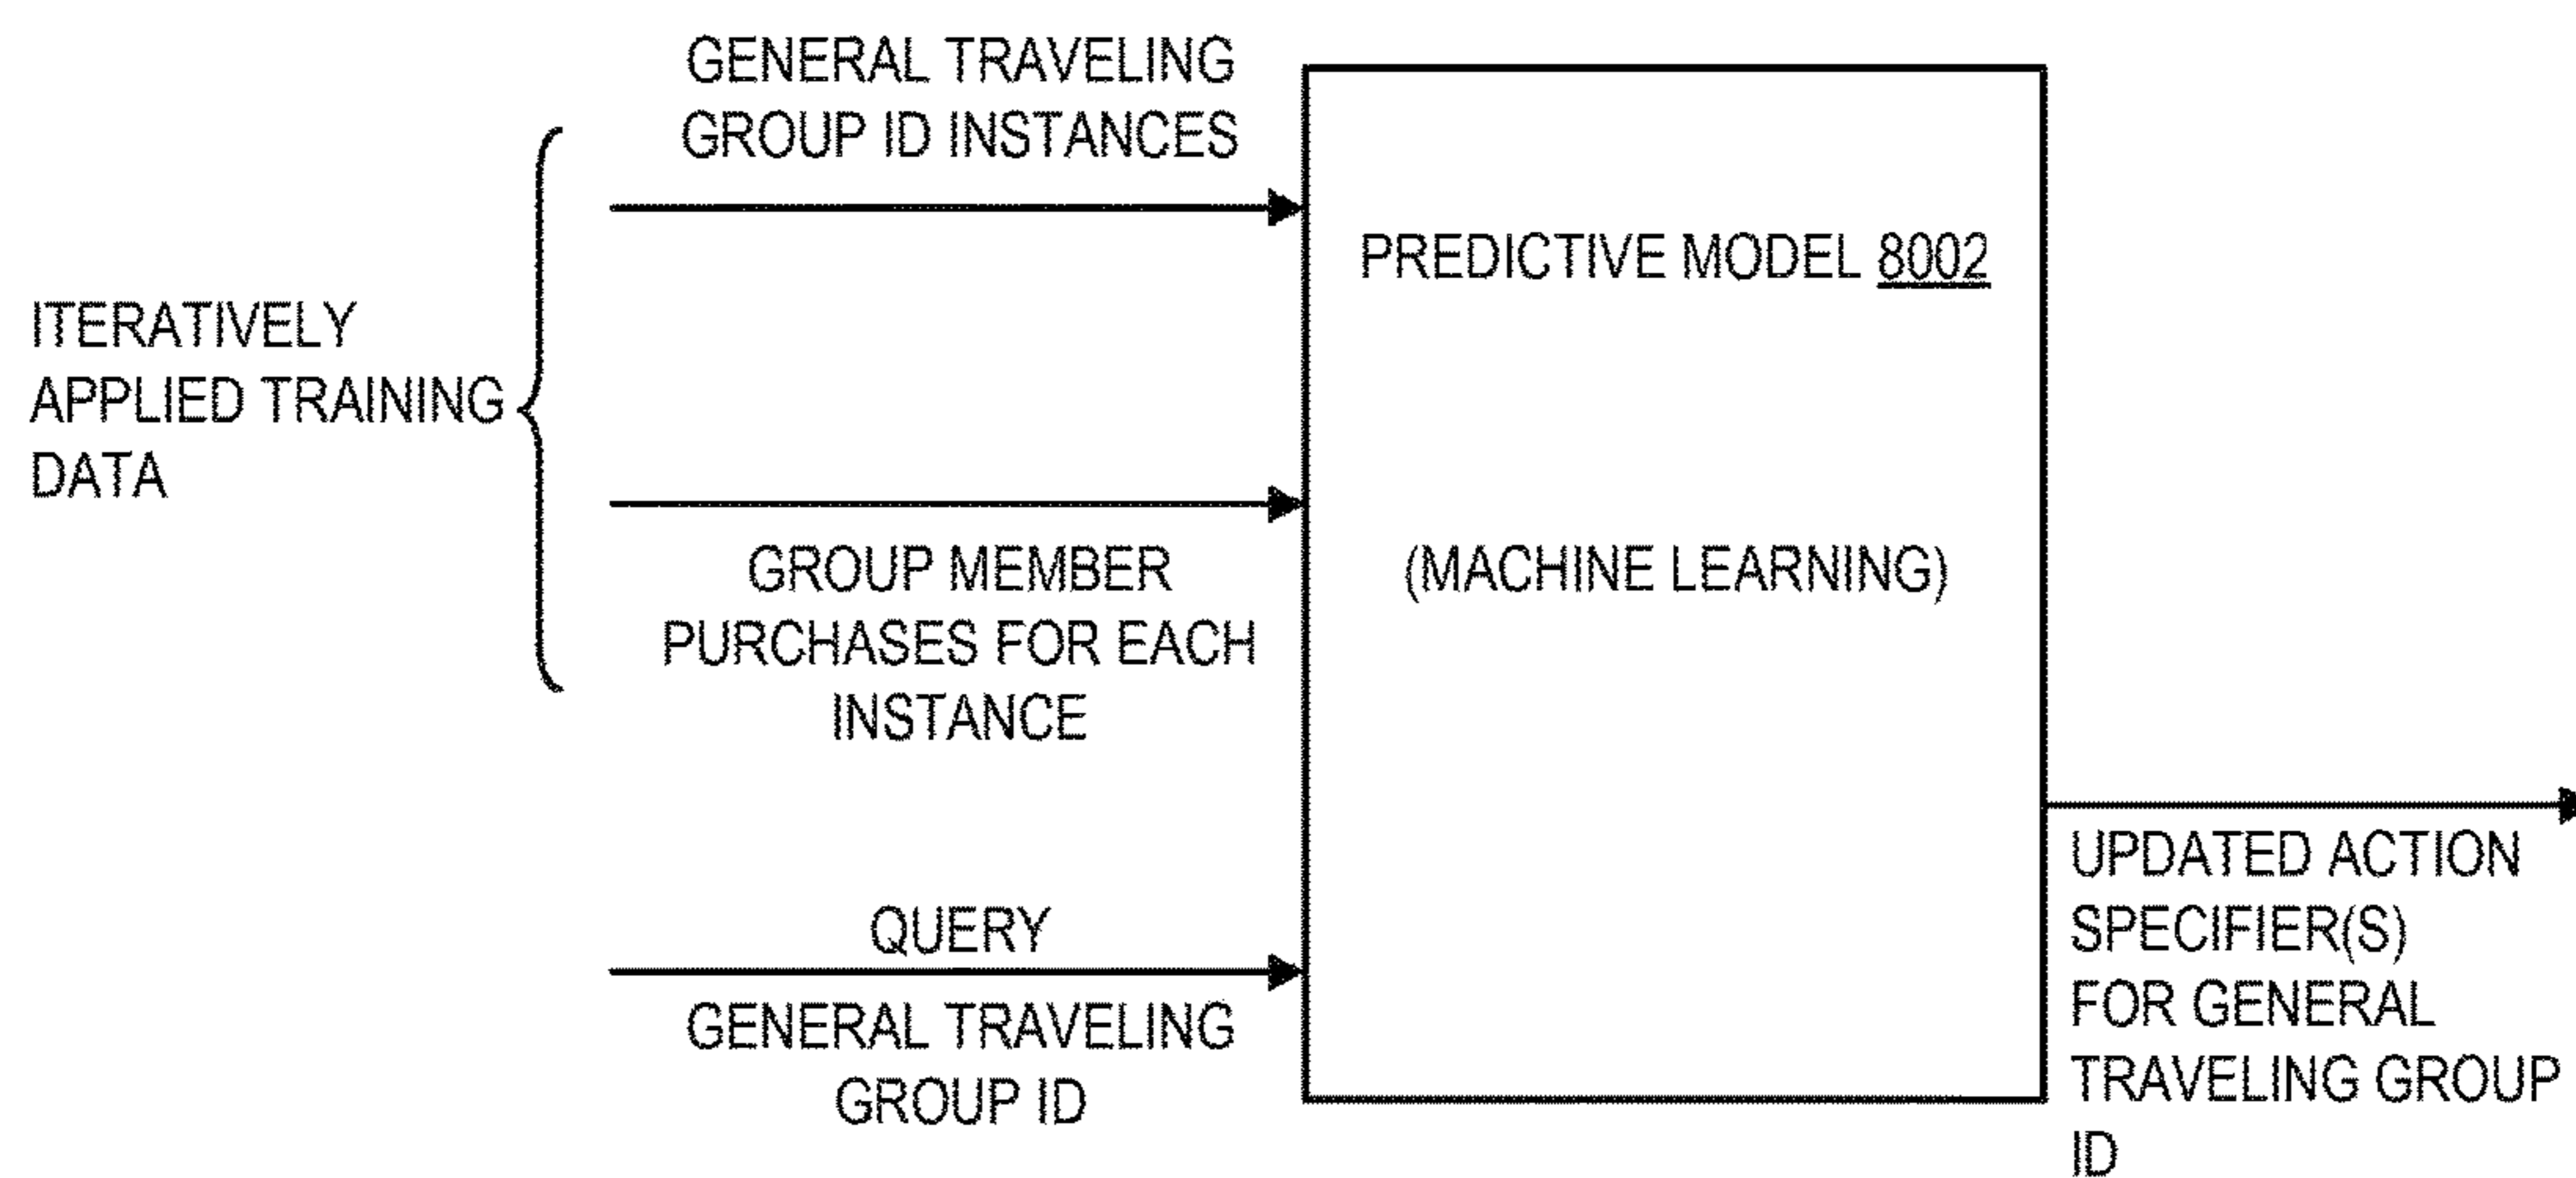 GENERAL TRAVELING
GROUP ID INSTANCES
ITERATIVELY
APPLIED TRAINING
DATA
GROUP MEMBER
PURCHASES FOR EACH
INSTANCE
QUERY
GENERAL TRAVELING
GROUP ID
PREDICTIVE MODEL 8002
(MACHINE LEARNING)
UPDATED ACTION
SPECIFIER(S)
FOR GENERAL
TRAVELING GROUP
ID